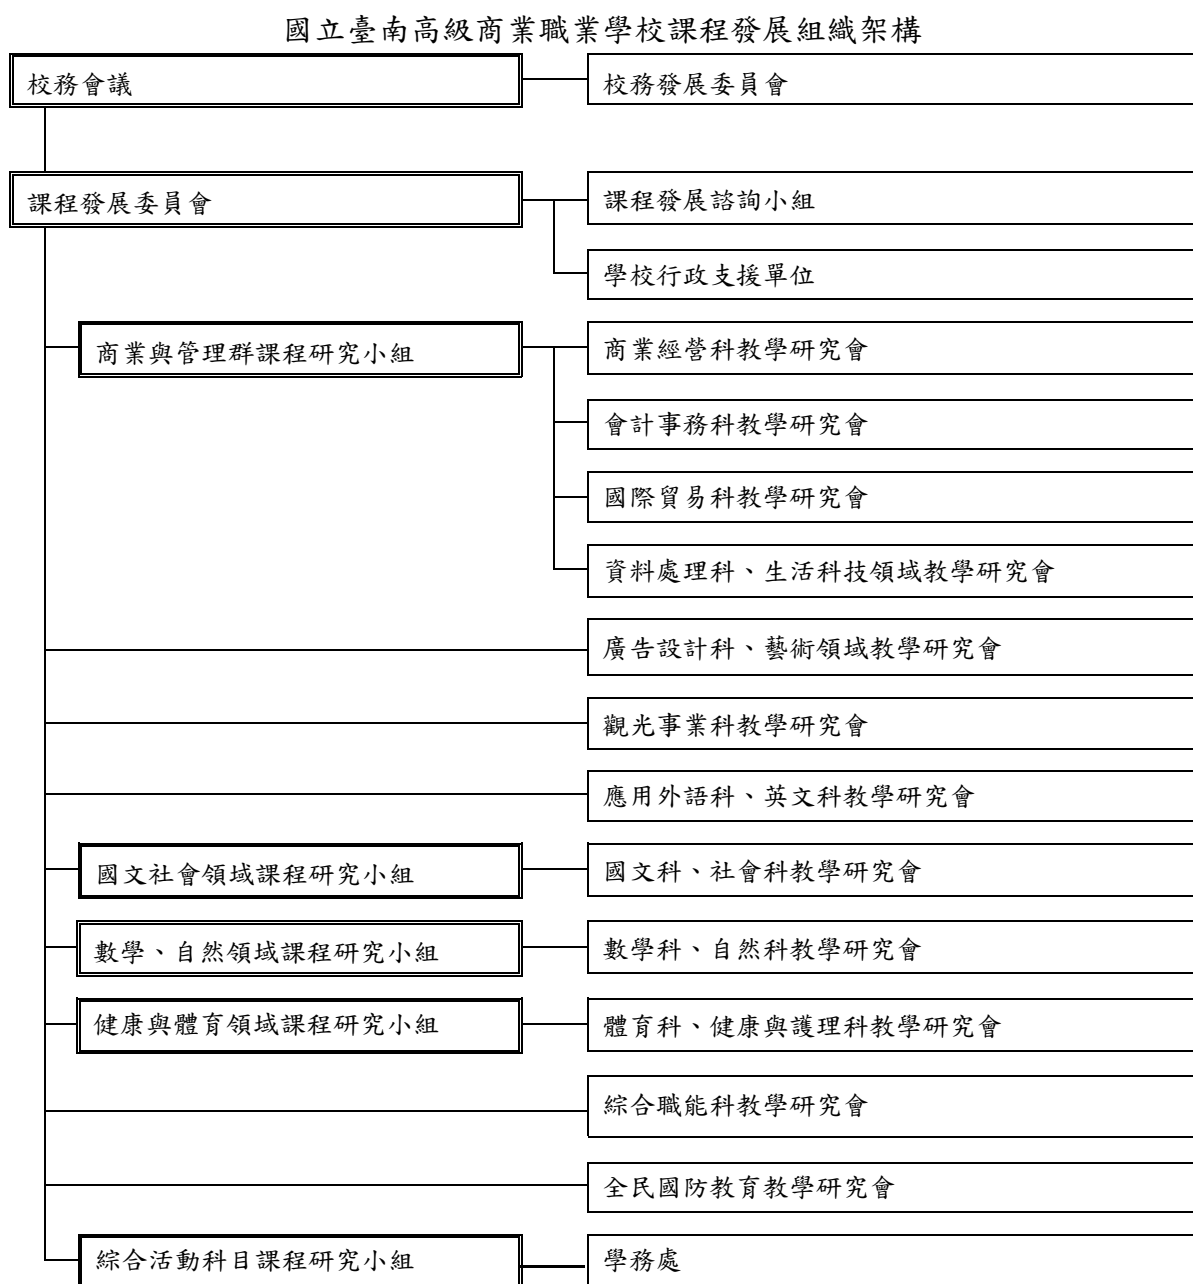 國立臺南高級商業職業學校課程發展組織架構
校務會議
校務發展委員會
課程發展委員會
課程發展諮詢小組
學校行政支援單位
商業與管理群課程研究小組
商業經營科教學研究會
會計事務科教學研究會
國際貿易科教學研究會
資料處理科、生活科技領域教學研究會
廣告設計科、藝術領域教學研究會
觀光事業科教學研究會
應用外語科、英文科教學研究會
國文社會領域課程研究小組
國文科、社會科教學研究會
數學、自然領域課程研究小組
數學科、自然科教學研究會
健康與體育領域課程研究小組
體育科、健康與護理科教學研究會
綜合職能科教學研究會
全民國防教育教學研究會
綜合活動科目課程研究小組
學務處